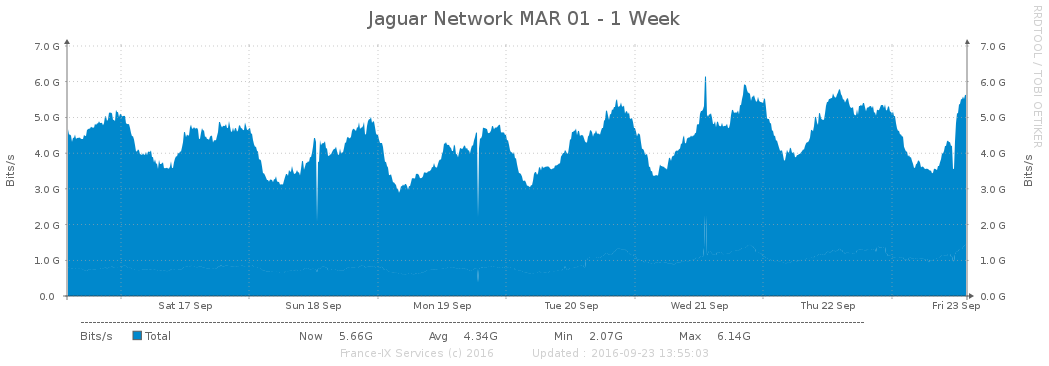 Jaguar Network MAR 01 - 1 Week
RRDTOOL / TOBI OETIKER
Bits/s
Bits/s
7.0 G 7.0 G
6.0 G 6.0 G
5.0 G 5.0 G
4.0 G 4.0 G
3.0 G 3.0 G
2.0 G 2.0 G
1.0 G 1.0 G
0.0 0.0 G
Sat 17 Sep Sun 18 Sep Mon 19 Sep Tue 20 Sep Wed 21 Sep Thu 22 Sep Fri 23 Sep
Bits/s Total Now 5.66G Avg 4.34G Min 2.07G Max 6.14G
France-IX Services (c) 2016 Updated : 2016-09-23 13:55:03